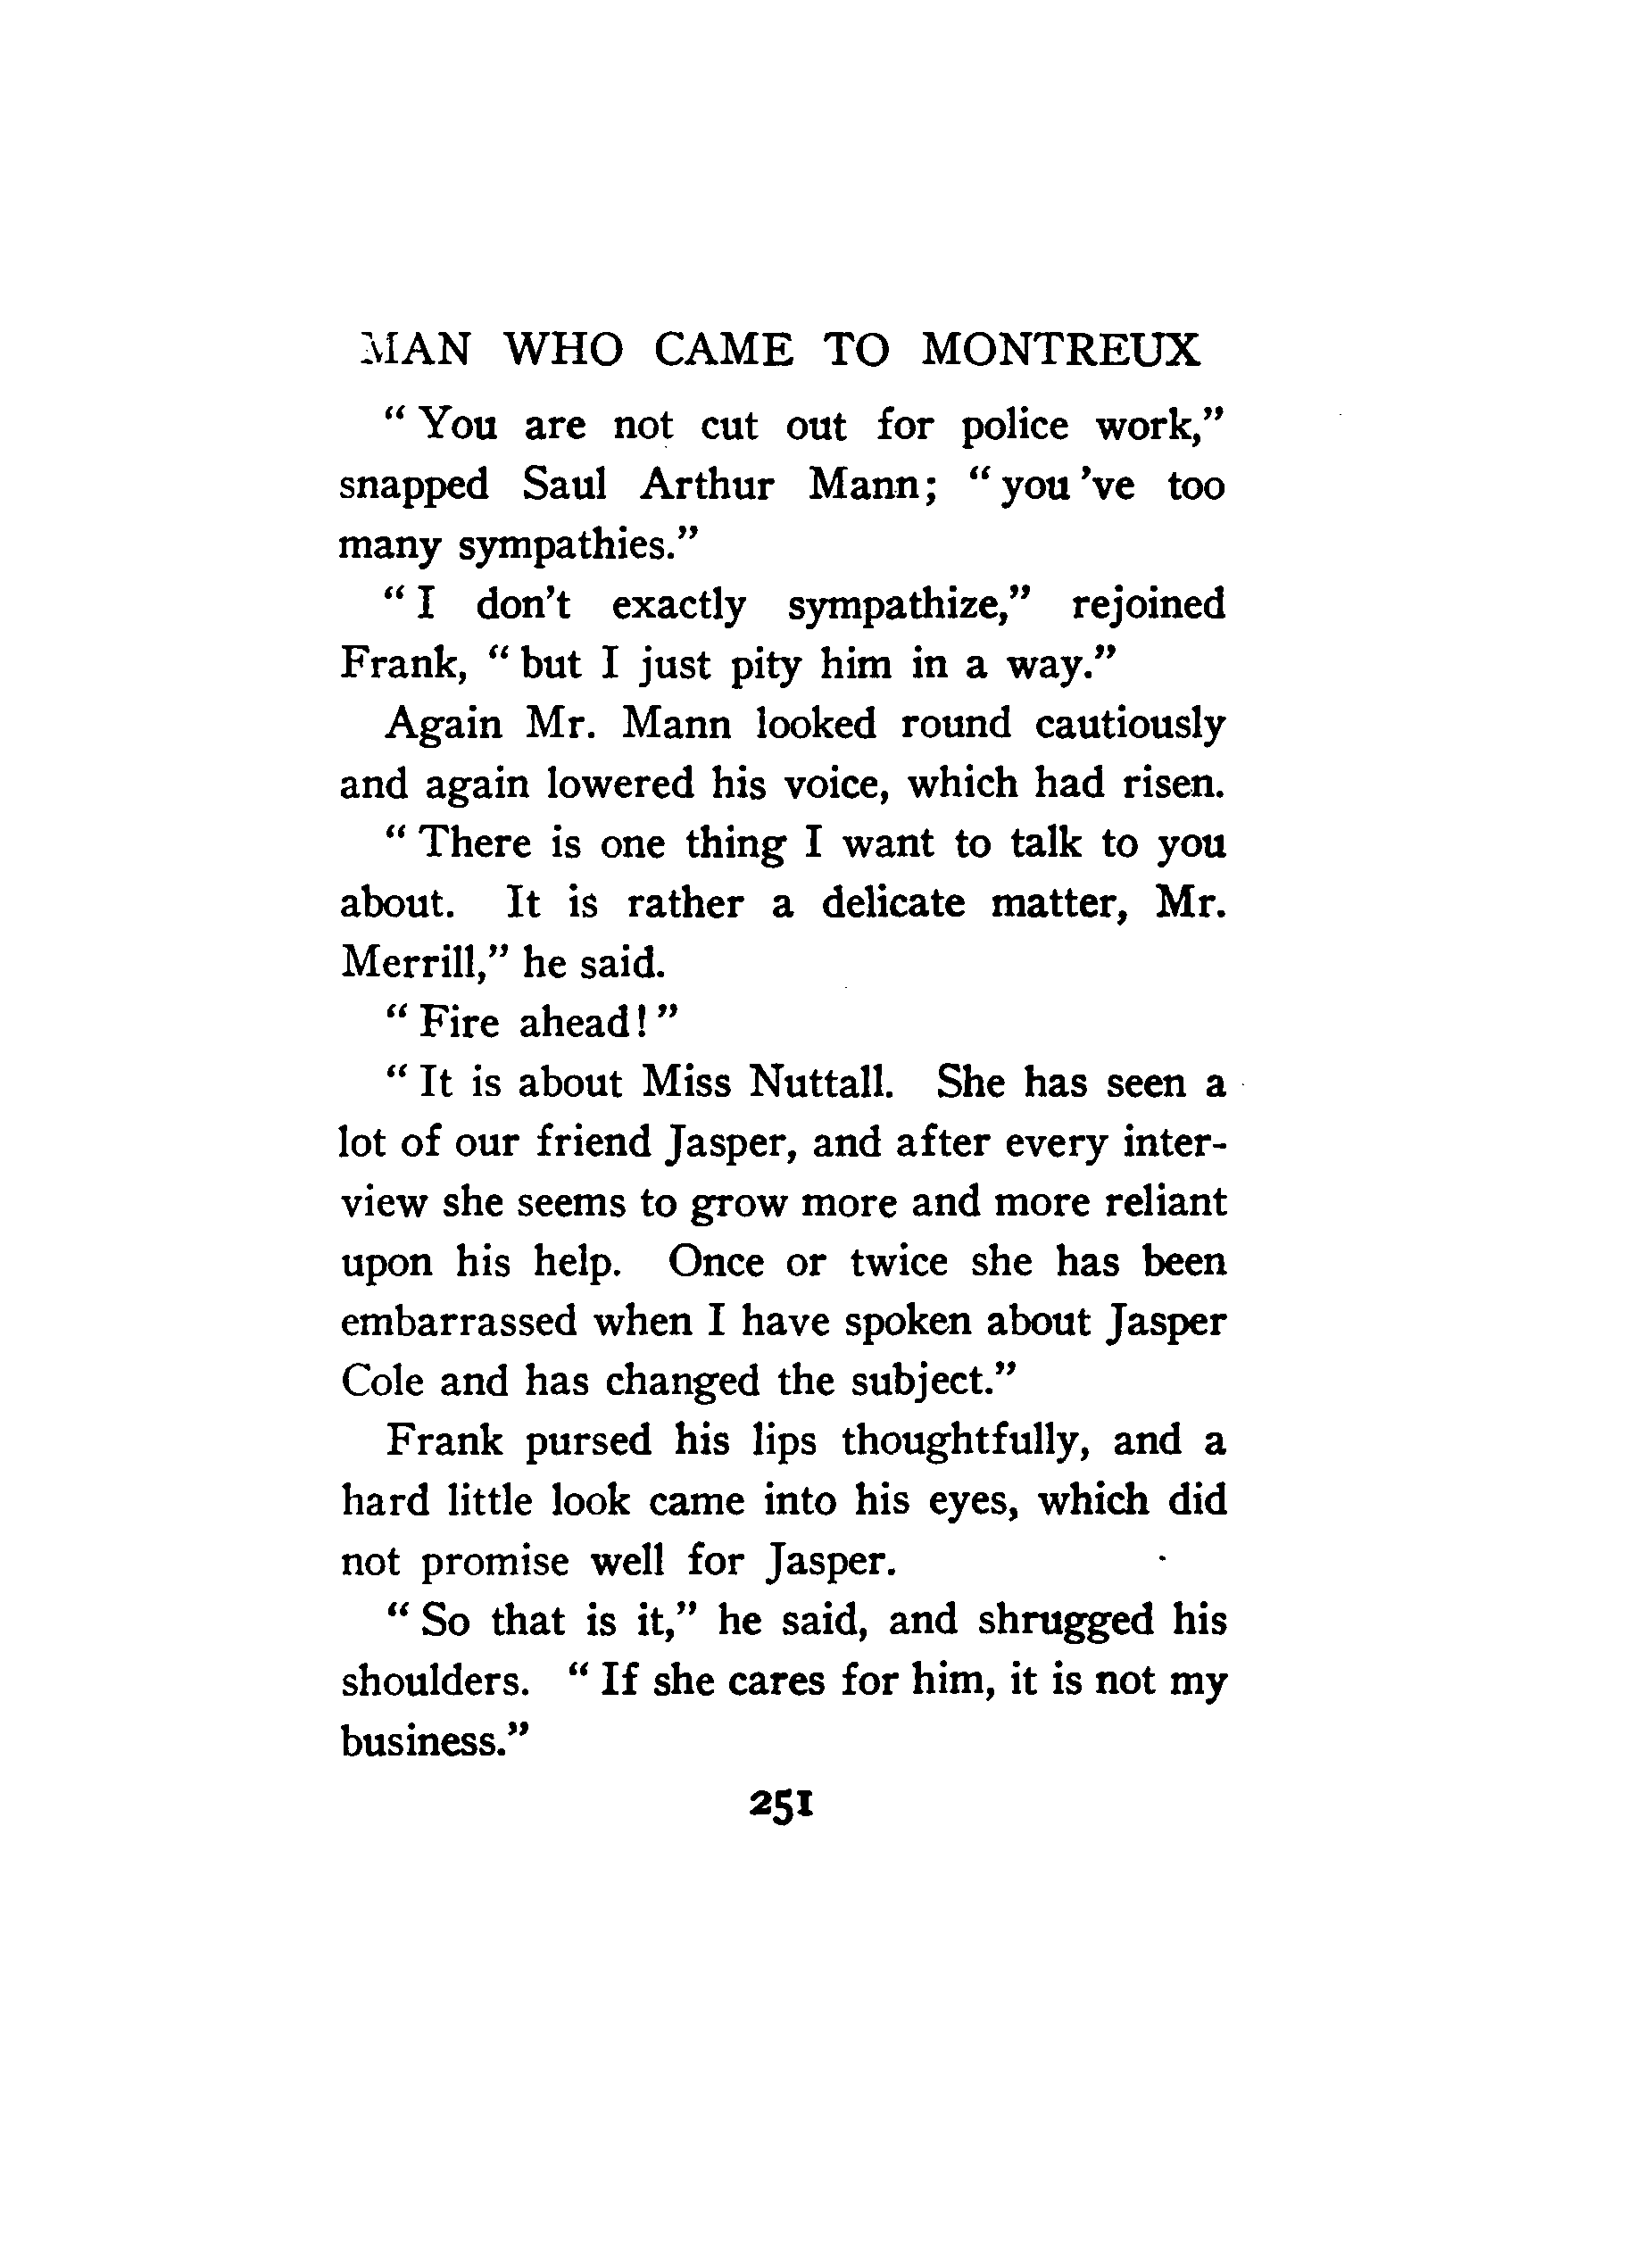 MAN WHO CAME TO MONTREUX
" You are not cut out for police work,"
snapped Saul Arthur Mann; " you 've too
many sympathies."
" I don't exactly sympathize," rejoined
Frank, " but I just pity him in a way."
Again Mr. Mann looked round cautiously
and again lowered his voice, which had risen.
" There is one thing I want to talk to you
about. It is rather a delicate matter, Mr.
Merrill," he said.
" Fire ahead! "
" It is about Miss Nuttall. She has seen a
lot of our friend Jasper, and after every inter-
view she seems to grow more and more reliant
upon his help. Once or twice she has been
embarrassed when I have spoken about Jasper
Cole and has changed the subject."
Frank pursed his lips thoughtfully, and a
hard little look came into his eyes, which did
not promise well for Jasper.
" So that is it," he said, and shrugged his
shoulders. " If she cares for him, it is not my
business."
251